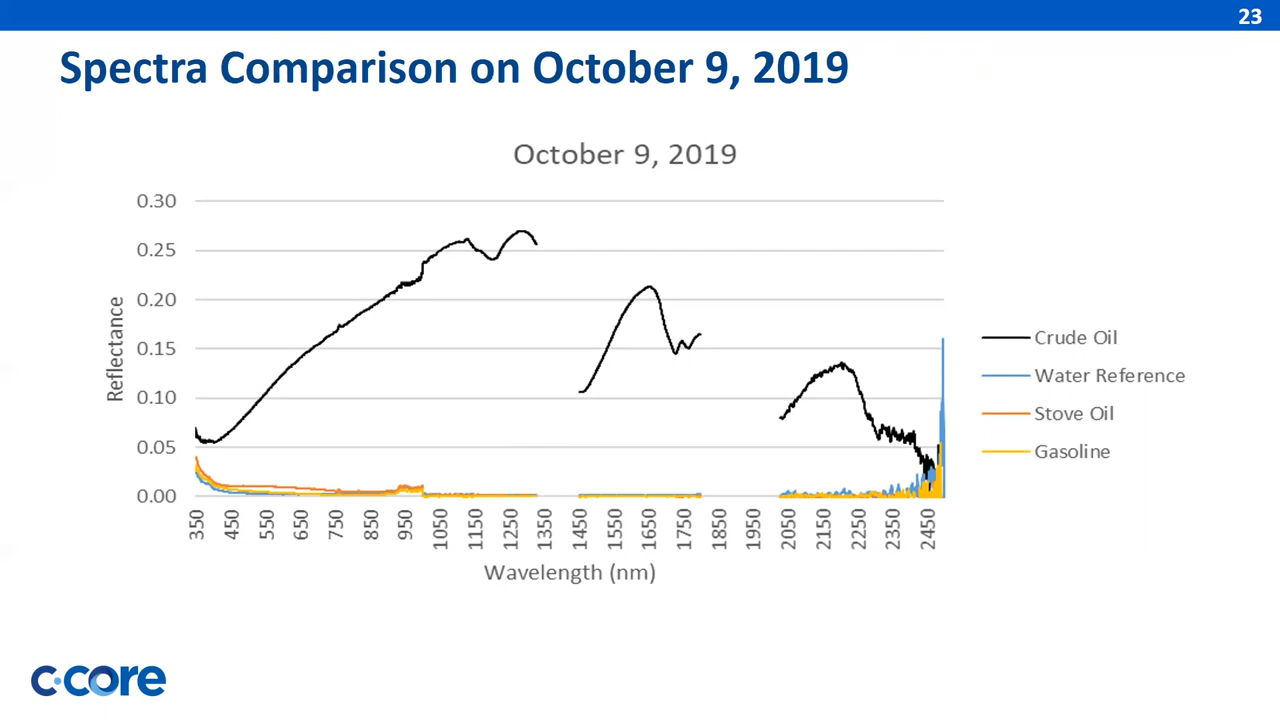 23
Spectra Comparison on October 9, 2019
October 9, 2019
0.30
0.25
0.20
0.15
0.10
0.05
0.00
Reflectance
350 450 550 650 750 850 950 1050 1150 1250 1350 1450 1550 1650 1750 1850 1950 2050 2150 2250 2350 2450
Wavelength (nm)
Crude Oil
Water Reference
Stove Oil
Gasoline
c·core